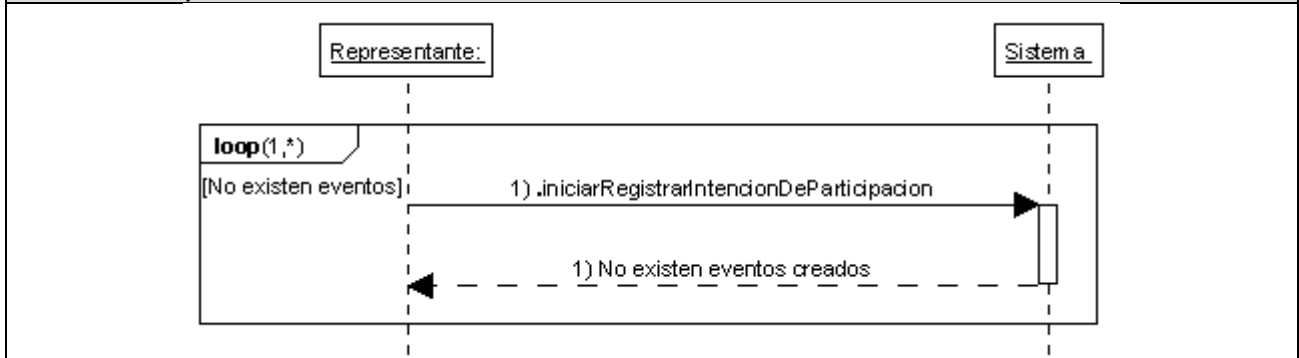 Representante:
Sistema
loop(1,*)
[No existen eventos]
1) .iniciarRegistrarIntencionDeParticipacion
1) No existen eventos creados